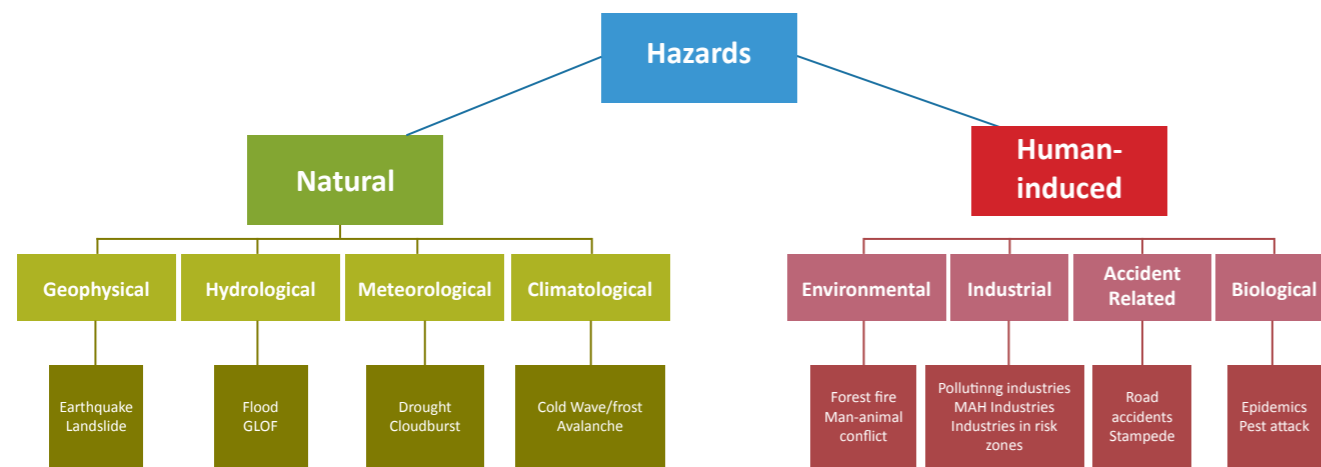 Hazards
Natural
Human-
induced
Geophysical
Hydrological
Meteorological
Climatological
Environmental
Industrial
Accident
Related
Biological
Earthquake
Landslide
Flood
GLOF
Drought
Cloudburst
Cold Wave/frost
Avalanche
Forest fire
Man-animal
conflict
Pollutinng industries
MAH Industries
Industries in risk
zones
Road
accidents
Stampede
Epidemics
Pest attack